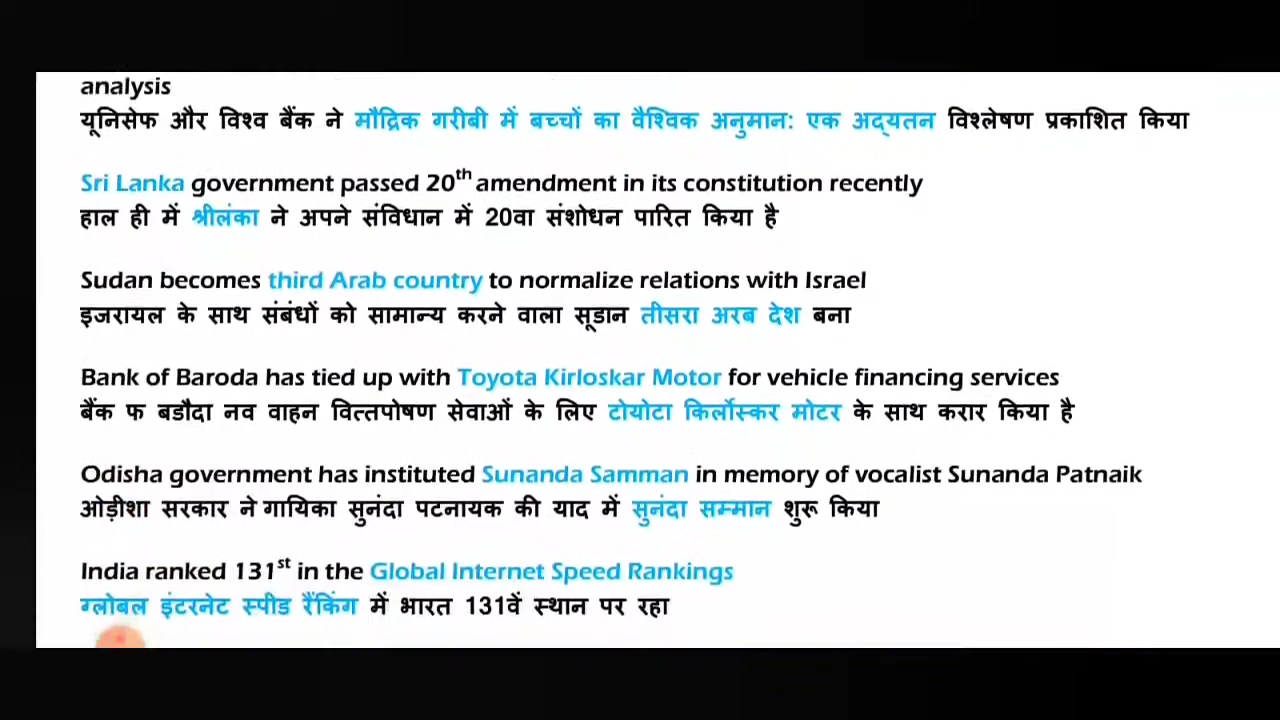 analysis
यूनिसेफ और विश्व बैंक ने मौद्रिक गरीबी में बच्चों का वैश्विक अनुमान: एक अद्यतन विश्लेषण प्रकाशित किया
Sri Lanka government passed 20th amendment in its constitution recently
हाल ही में श्रीलंका ने अपने संविधान में 20वा संशोधन पारित किया है
Sudan becomes third Arab country to normalize relations with Israel
इजरायल के साथ संबंधों को सामान्य करने वाला सूडान तीसरा अरब देश बना
Bank of Baroda has tied up with Toyota Kirloskar Motor for vehicle financing services
बैंक फ बडौदा नव वाहन वित्तपोषण सेवाओं के लिए टोयोटा किर्लोस्कर मोटर के साथ करार किया है
Odisha government has instituted Sunanda Samman in memory of vocalist Sunanda Patnaik
ओड़ीशा सरकार ने गायिका सुनंदा पटनायक की याद में सुनंदा सम्मान शुरू किया
India ranked 131st in the Global Internet Speed Rankings
ग्लोबल इंटरनेट स्पीड रैंकिंग में भारत 131वें स्थान पर रहा